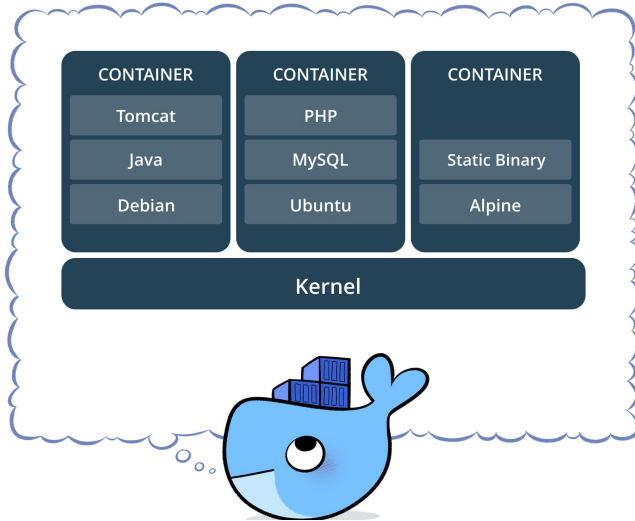 CONTAINER
Tomcat
Java
Debian
CONTAINER
PHP
MySQL
Ubuntu
CONTAINER
Static Binary
Alpine
Kernel